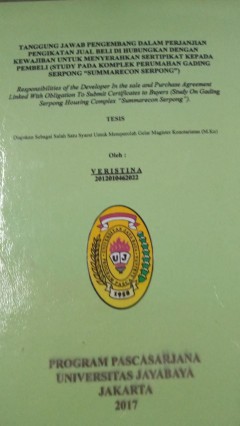 TANGGUNG JAWAB PENGEMBANG DALAM PERJANJIAN
PENGIKATAN JUAL BELI DI HUBUNGKAN DENGAN
KEWAJIBAN UNTUK MENYERAHKAN SERTIPIKAT KEPADA
PEMBELI (STUDY PADA KOMPLEK PERUMAHAN GADING
SERPONG "SUMMARECON SERPONG")
Responsibilities of the Developer In the sale and Purchase Agreement
Linked With Obligation To Submit Certificates to Buyers (Study On Gading
Serpong Housing Complex "Summarecon Serpong").
TESIS
Diajukan Sebagai Salah Satu Syarat Untuk Memperoleh Gelar Magister Kenotariatan (M.Kn)
Oleh :
VERISTINA
2012010462022
1958
PROGRAM PASCASARJANA
UNIVERSITAS JAYABAYA
JAKARTA
2017